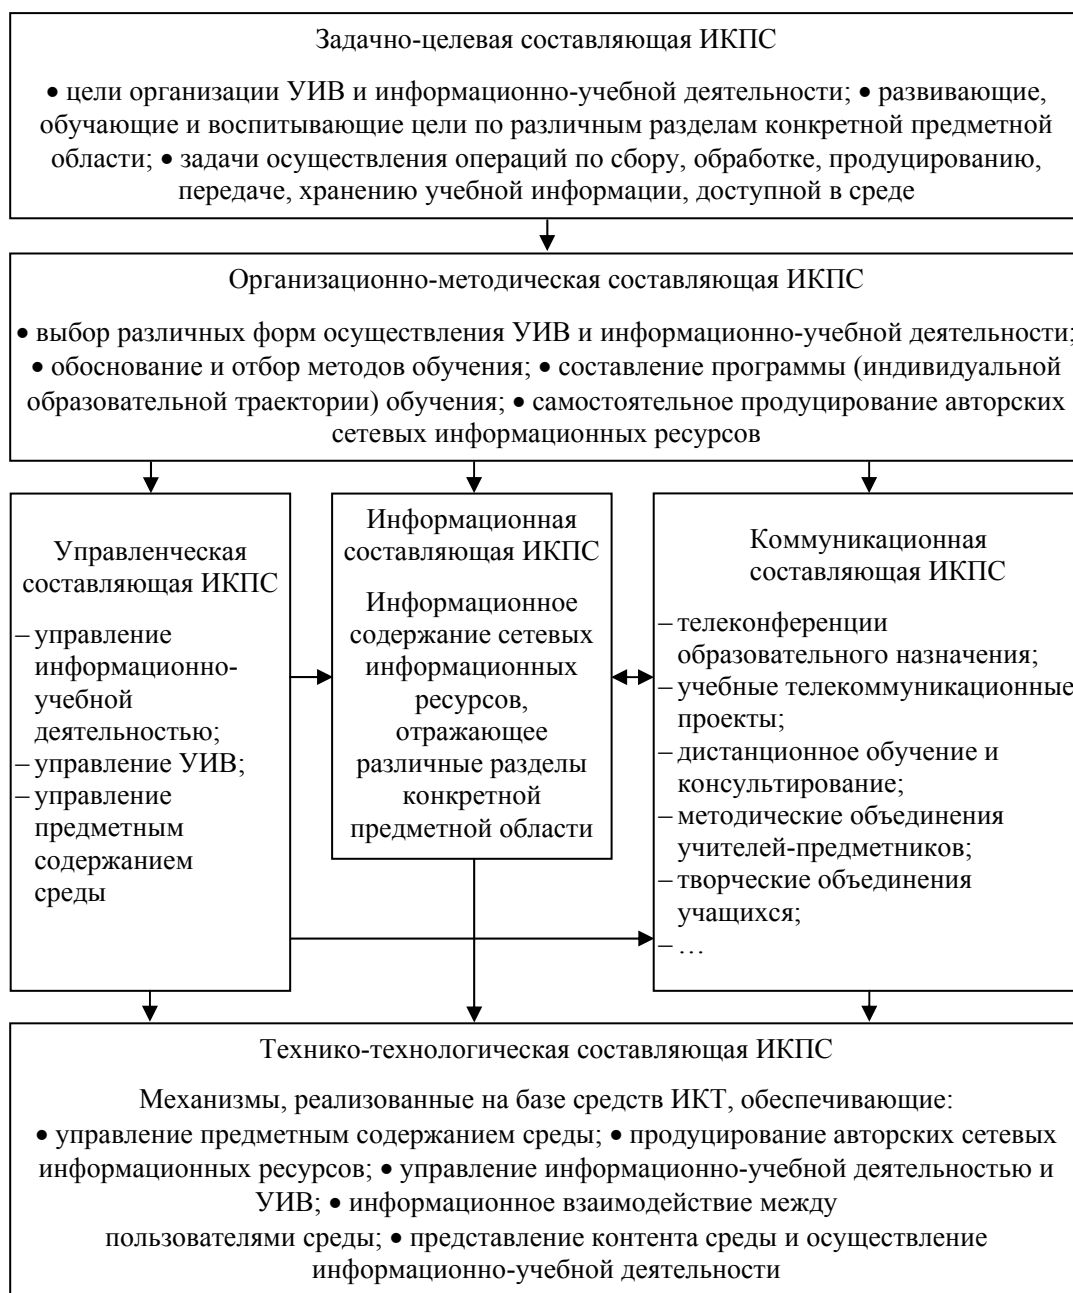 Задачно-целевая составляющая ИКПС
• цели организации УИВ и информационно-учебной деятельности; • развивающие,
обучающие и воспитывающие цели по различным разделам конкретной предметной
области; • задачи осуществления операций по сбору, обработке, продуцированию,
передаче, хранению учебной информации, доступной в среде
Организационно-методическая составляющая ИКПС
• выбор различных форм осуществления УИВ и информационно-учебной деятельности;
• обоснование и отбор методов обучения; • составление программы (индивидуальной
образовательной траектории) обучения; • самостоятельное продуцирование авторских
сетевых информационных ресурсов
Управленческая
составляющая ИКПС
– управление
информационно-
учебной
деятельностью;
– управление УИВ;
– управление
предметным
содержанием
среды
Информационная
составляющая ИКПС
Информационное
содержание сетевых
информационных
ресурсов,
отражающее
различные разделы
конкретной
предметной области
Коммуникационная
составляющая ИКПС
– телеконференции
образовательного назначения;
– учебные телекоммуникационные
проекты;
– дистанционное обучение и
консультирование;
– методические объединения
учителей-предметников;
– творческие объединения
учащихся;
– …
Технико-технологическая составляющая ИКПС
Механизмы, реализованные на базе средств ИКТ, обеспечивающие:
• управление предметным содержанием среды; • продуцирование авторских сетевых
информационных ресурсов; • управление информационно-учебной деятельностью и
УИВ; • информационное взаимодействие между
пользователями среды; • представление контента среды и осуществление
информационно-учебной деятельности